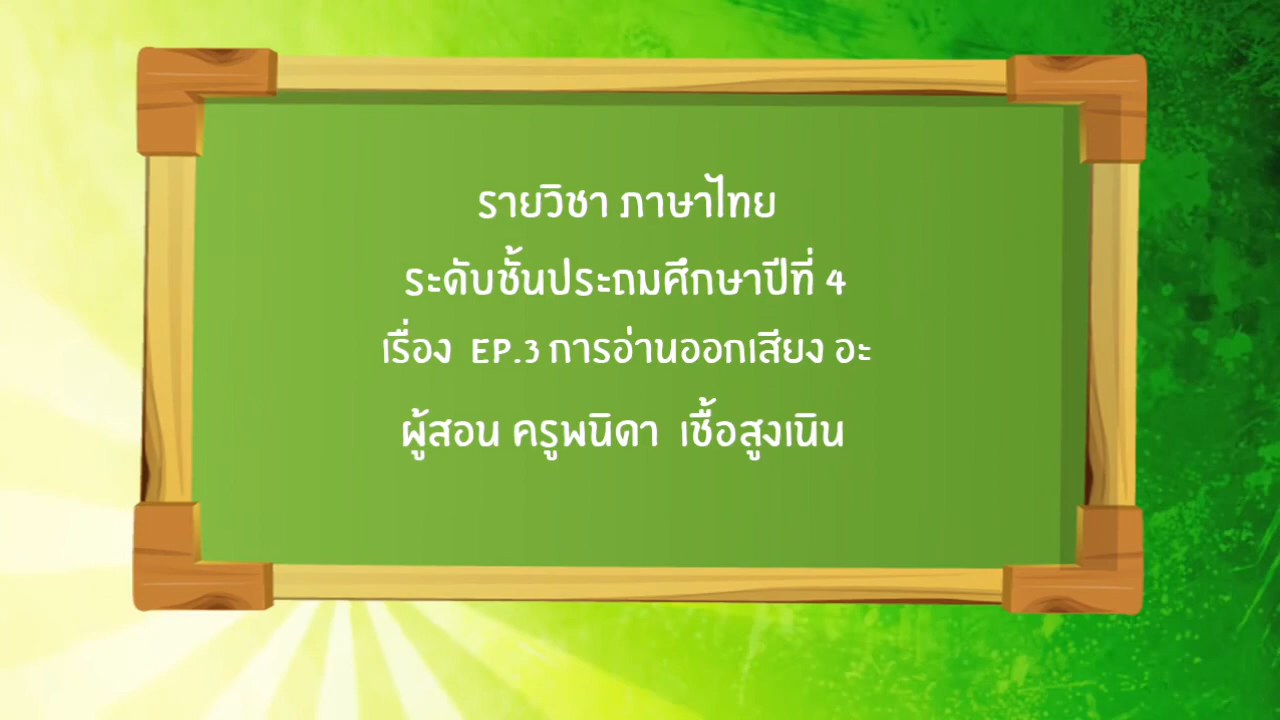 รายวิชา ภาษาไทย
ระดับชั้นประถมศึกษาปีที่ 4
เรื่อง EP.3 การอ่านออกเสียง อะ
ผู้สอน ครูพนิดา เชื้อสูงเนิน